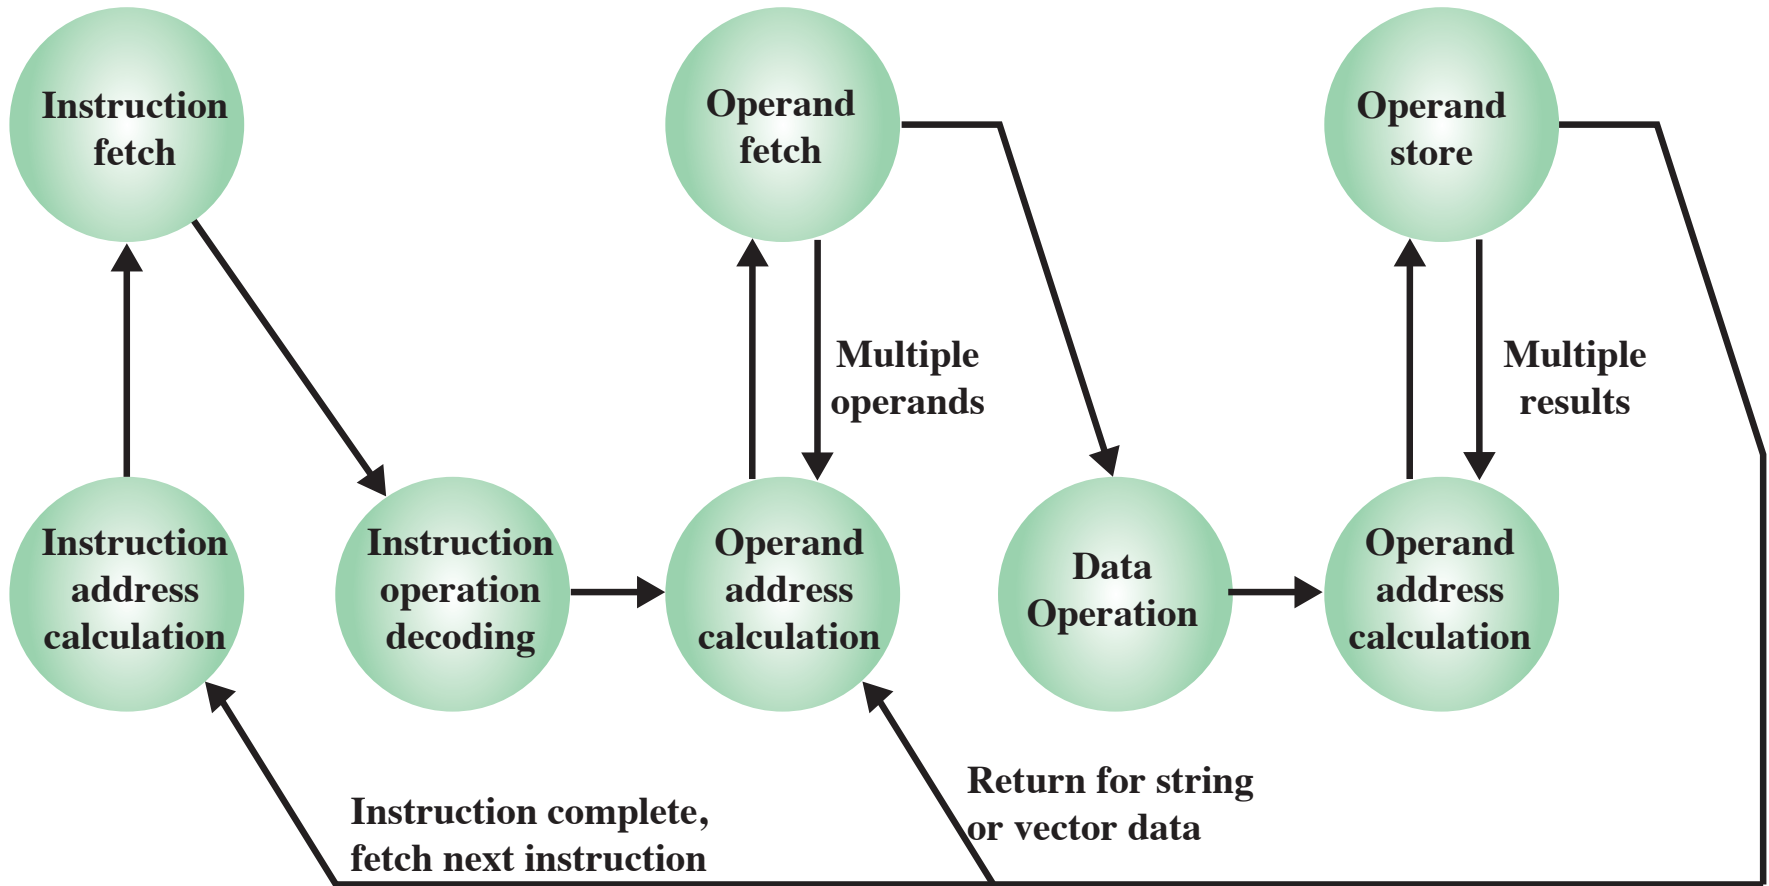 Instruction
fetch
Operand
fetch
Operand
store
Multiple
operands
Multiple
results
Instruction
address
calculation
Instruction
operation
decoding
Operand
address
calculation
Data
Operation
Operand
address
calculation
Instruction complete,
fetch next instruction
Return for string
or vector data